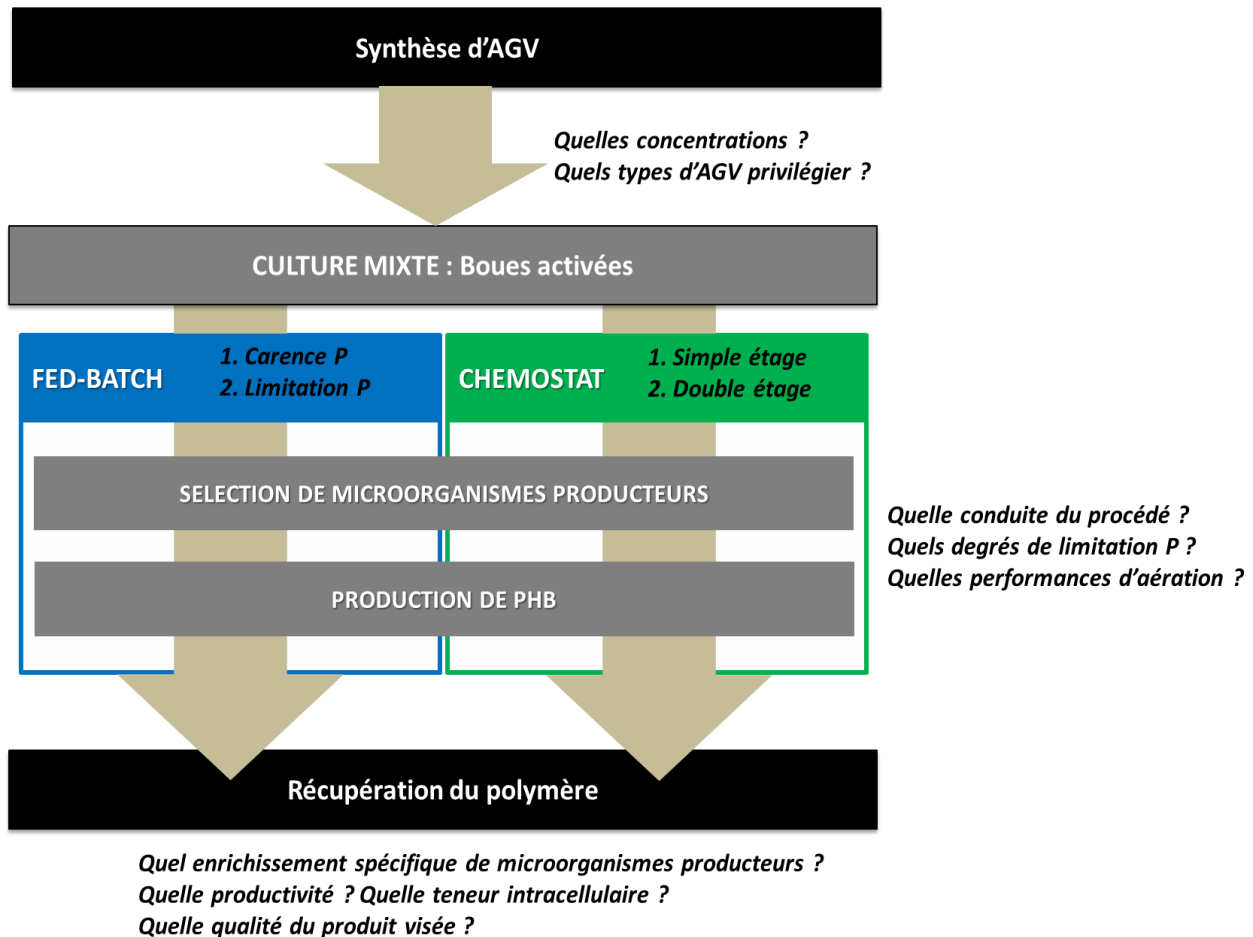 Synthèse d'AGV
Quelles concentrations ?
Quels types d'AGV privilégier ?
CULTURE MIXTE : Boues activées
FED-BATCH
1. Carence P
2. Limitation P
CHEMOSTAT
1. Simple étage
2. Double étage
SELECTION DE MICROORGANISMES PRODUCTEURS
PRODUCTION DE PHB
Quelle conduite du procédé ?
Quels degrés de limitation P ?
Quelles performances d'aération ?
Récupération du polymère
Quel enrichissement spécifique de microorganismes producteurs ?
Quelle productivité ? Quelle teneur intracellulaire ?
Quelle qualité du produit visée ?